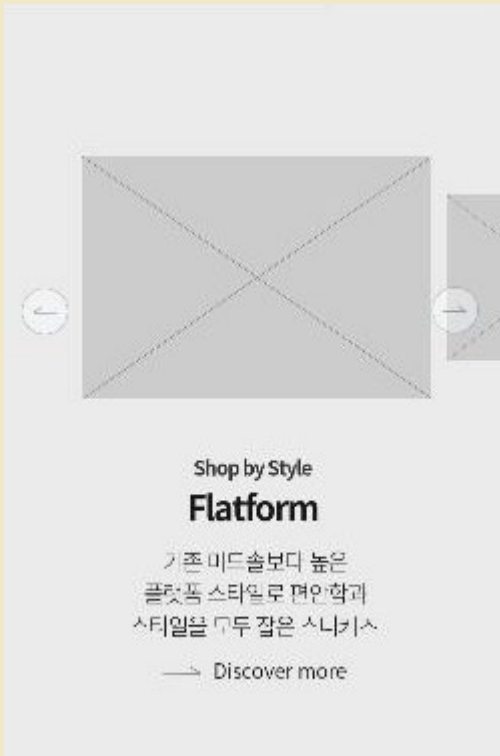 Shop by Style
Flatform
기존 미드솔보다 높은
플랫폼 스타일로 편안함과
스타일을 모두 잡은 스니커즈
Discover more